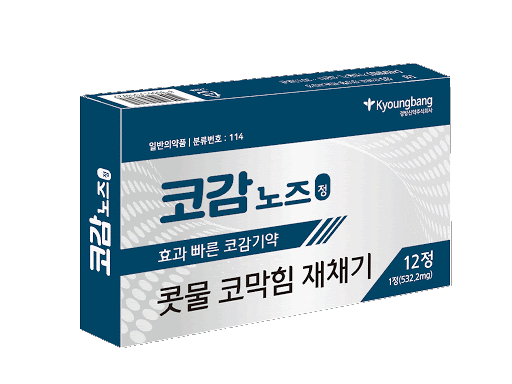 Kyoungbang
경방신약주식회사
일반의약품 | 분류번호 : 114
코감노즈 정
효과 빠른 코감기약
콧물 코막힘 재채기
12정
1정(532.2mg)
코감노즈 정